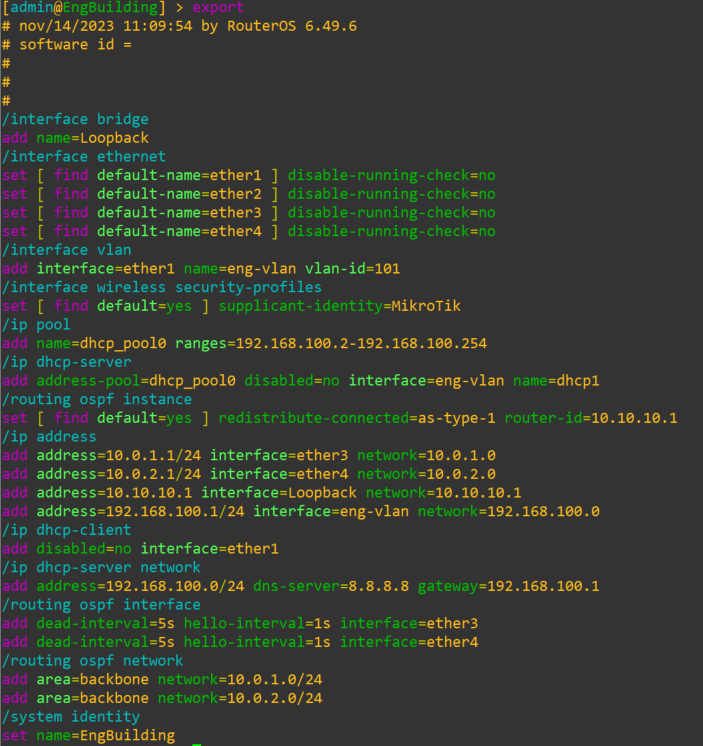 [admin@EngBuilding] > export
# nov/14/2023 11:09:54 by RouterOS 6.49.6
# software id =
#
#
#
/interface bridge
add name=Loopback
/interface ethernet
set [ find default-name=ether1 ] disable-running-check=no
set [ find default-name=ether2 ] disable-running-check=no
set [ find default-name=ether3 ] disable-running-check=no
set [ find default-name=ether4 ] disable-running-check=no
/interface vlan
add interface=ether1 name=eng-vlan vlan-id=101
/interface wireless security-profiles
set [ find default=yes ] supplicant-identity=MikroTik
/ip pool
add name=dhcp_pool0 ranges=192.168.100.2-192.168.100.254
/ip dhcp-server
add address-pool=dhcp_pool0 disabled=no interface=eng-vlan name=dhcp1
/routing ospf instance
set [ find default=yes ] redistribute-connected=as-type-1 router-id=10.10.10.1
/ip address
add address=10.0.1.1/24 interface=ether3 network=10.0.1.0
add address=10.0.2.1/24 interface=ether4 network=10.0.2.0
add address=10.10.10.1 interface=Loopback network=10.10.10.1
add address=192.168.100.1/24 interface=eng-vlan network=192.168.100.0
/ip dhcp-client
add disabled=no interface=ether1
/ip dhcp-server network
add address=192.168.100.0/24 dns-server=8.8.8.8 gateway=192.168.100.1
/routing ospf interface
add dead-interval=5s hello-interval=1s interface=ether3
add dead-interval=5s hello-interval=1s interface=ether4
/routing ospf network
add area=backbone network=10.0.1.0/24
add area=backbone network=10.0.2.0/24
/system identity
set name=EngBuilding